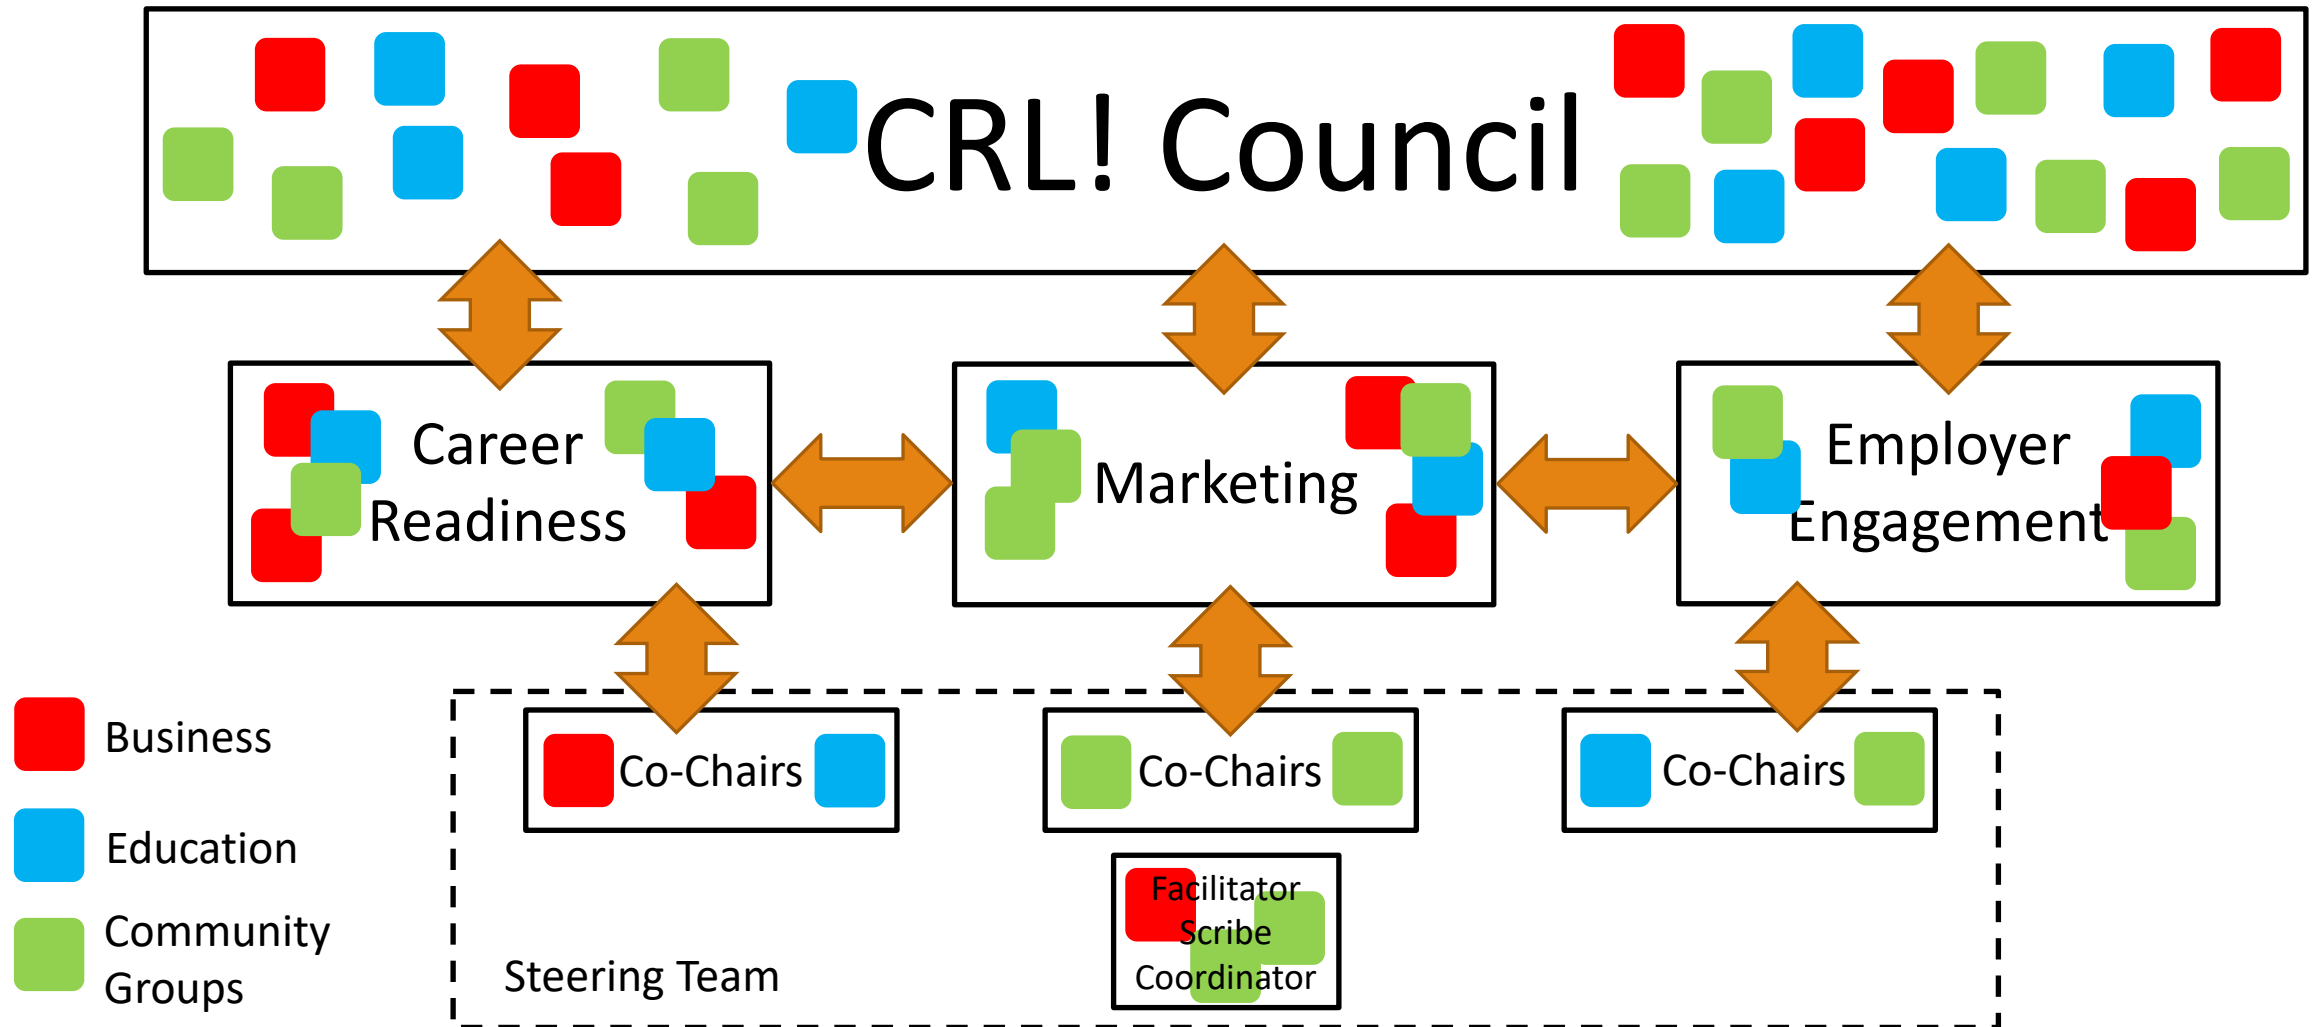 CRL! Council
Career
Readiness
Marketing
Employer
Engagement
Business
Education
Community
Groups
Co-Chairs
Co-Chairs
Co-Chairs
Facilitator
Scribe
Coordinator
Steering Team